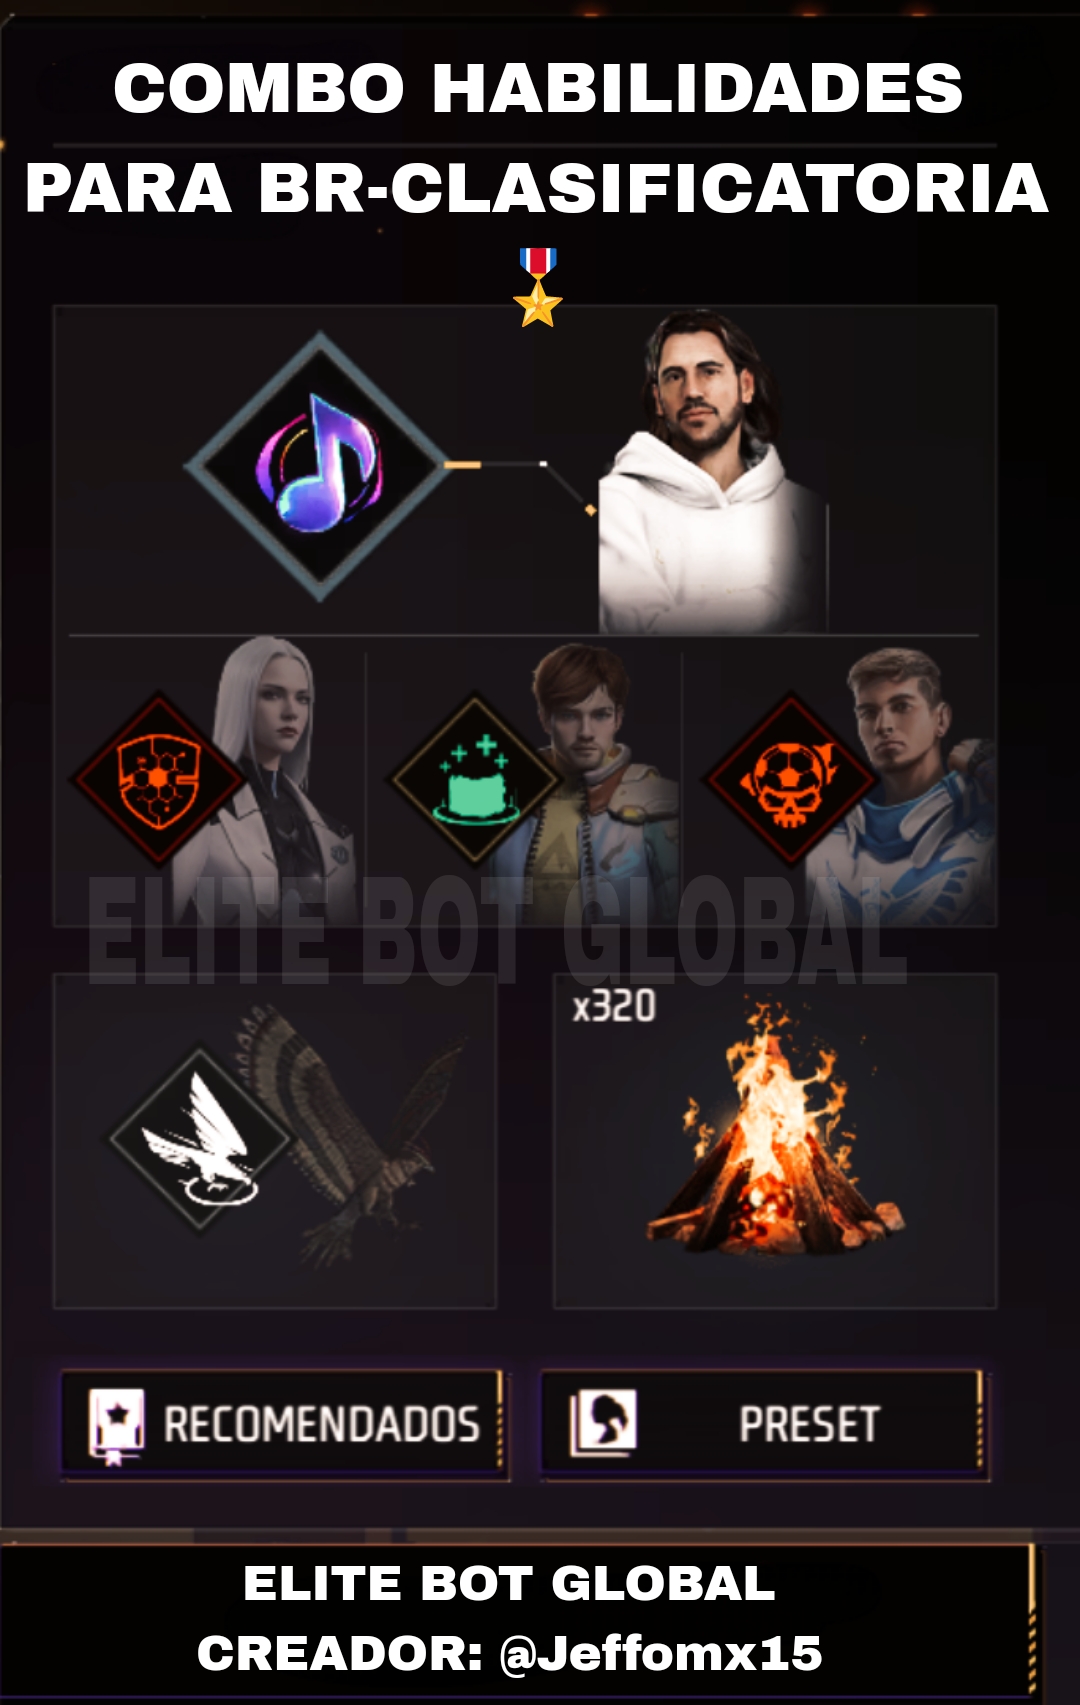 COMBO HABILIDADES
PARA BR-CLASIFICATORIA
ELITE BOT GLOBAL
x320
RECOMENDADOS
PRESET
ELITE BOT GLOBAL
CREADOR: @Jeffomx15